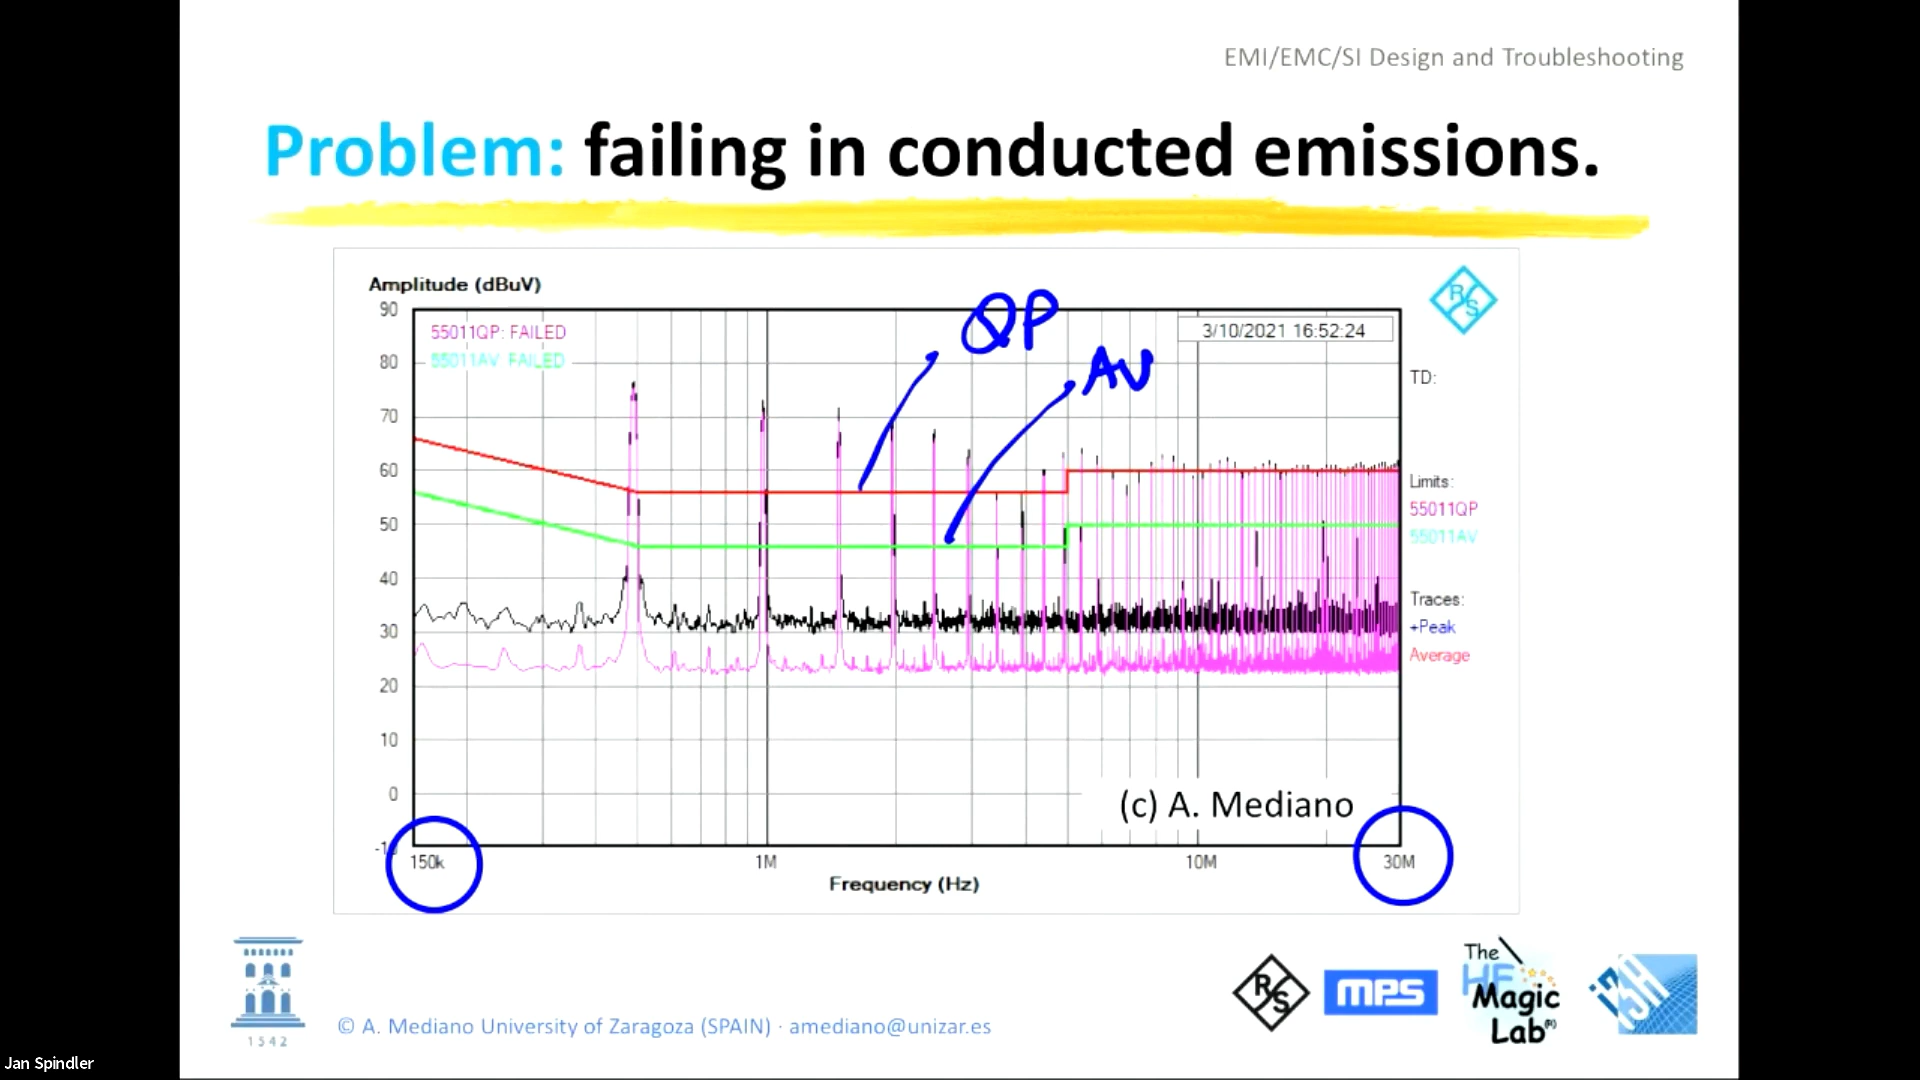 EMI/EMC/SI Design and Troubleshooting
Problem: failing in conducted emissions.
Amplitude (dBuV)
90
80
70
60
50
40
30
20
10
0
55011QP: FAILED
55011AV FAILED
QP
AV
3/10/2021 16:52:24
R&S
TD:
Limits:
55011QP
55011AV
Traces:
+Peak
Average
(c) A. Mediano
150k
1M
10M
30M
Frequency (Hz)
1542
© A. Mediano University of Zaragoza (SPAIN) · amediano@unizar.es
R&S
mPS
The
HF
Magic
Lab(R)
Jan Spindler